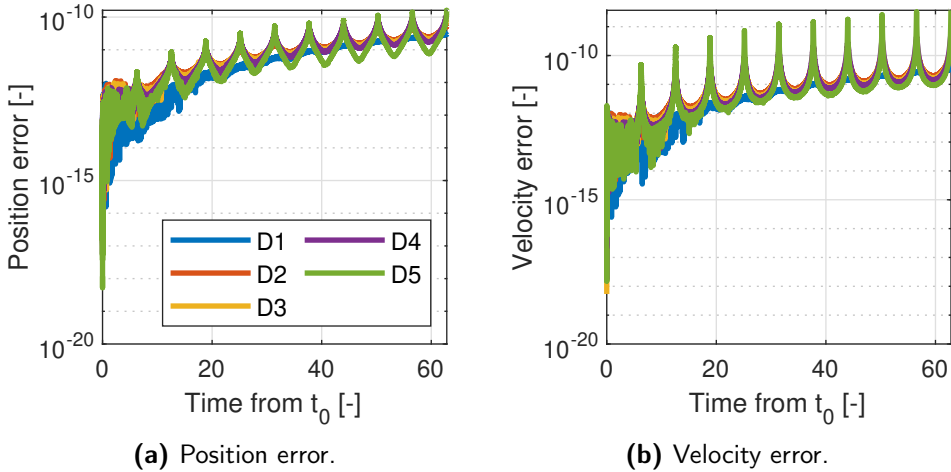 10^-10
10^-15
10^-20
Position error [-]
D1
D2
D3
D4
D5
0
20
40
60
Time from t_0 [-]
(a) Position error.
10^-10
10^-15
10^-20
Velocity error [-]
0
20
40
60
Time from t_0 [-]
(b) Velocity error.